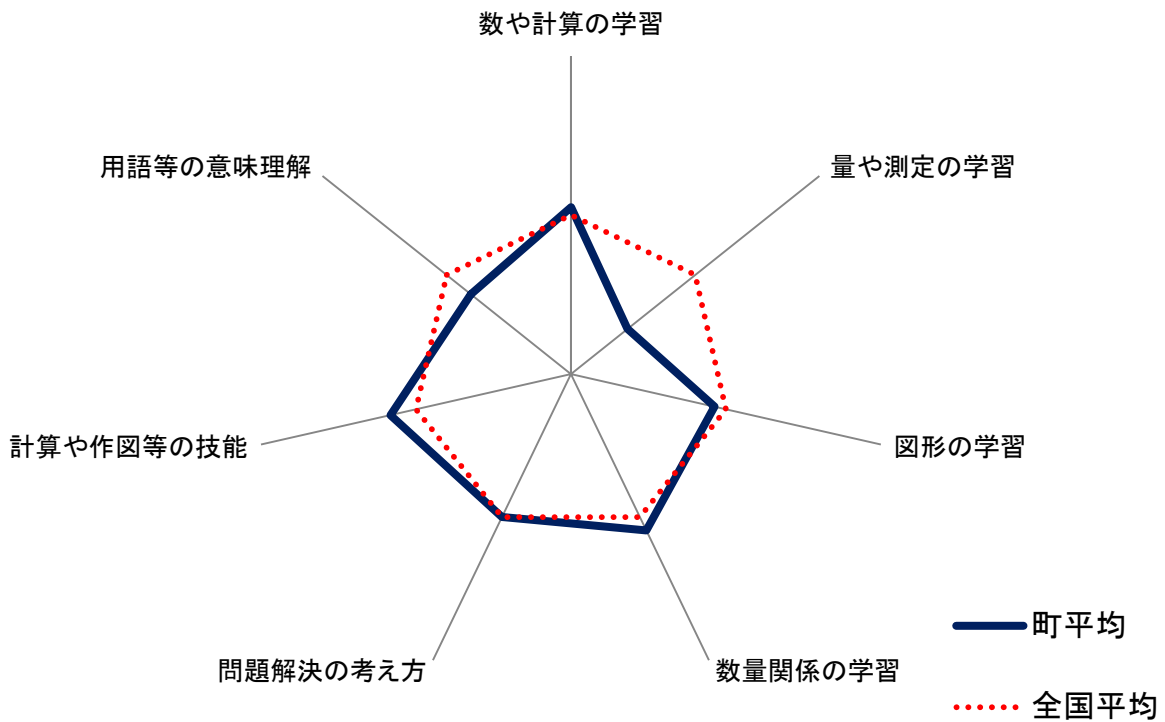 数や計算の学習
用語等の意味理解
量や測定の学習
計算や作図等の技能
図形の学習
問題解決の考え方
数量関係の学習
町平均
全国平均